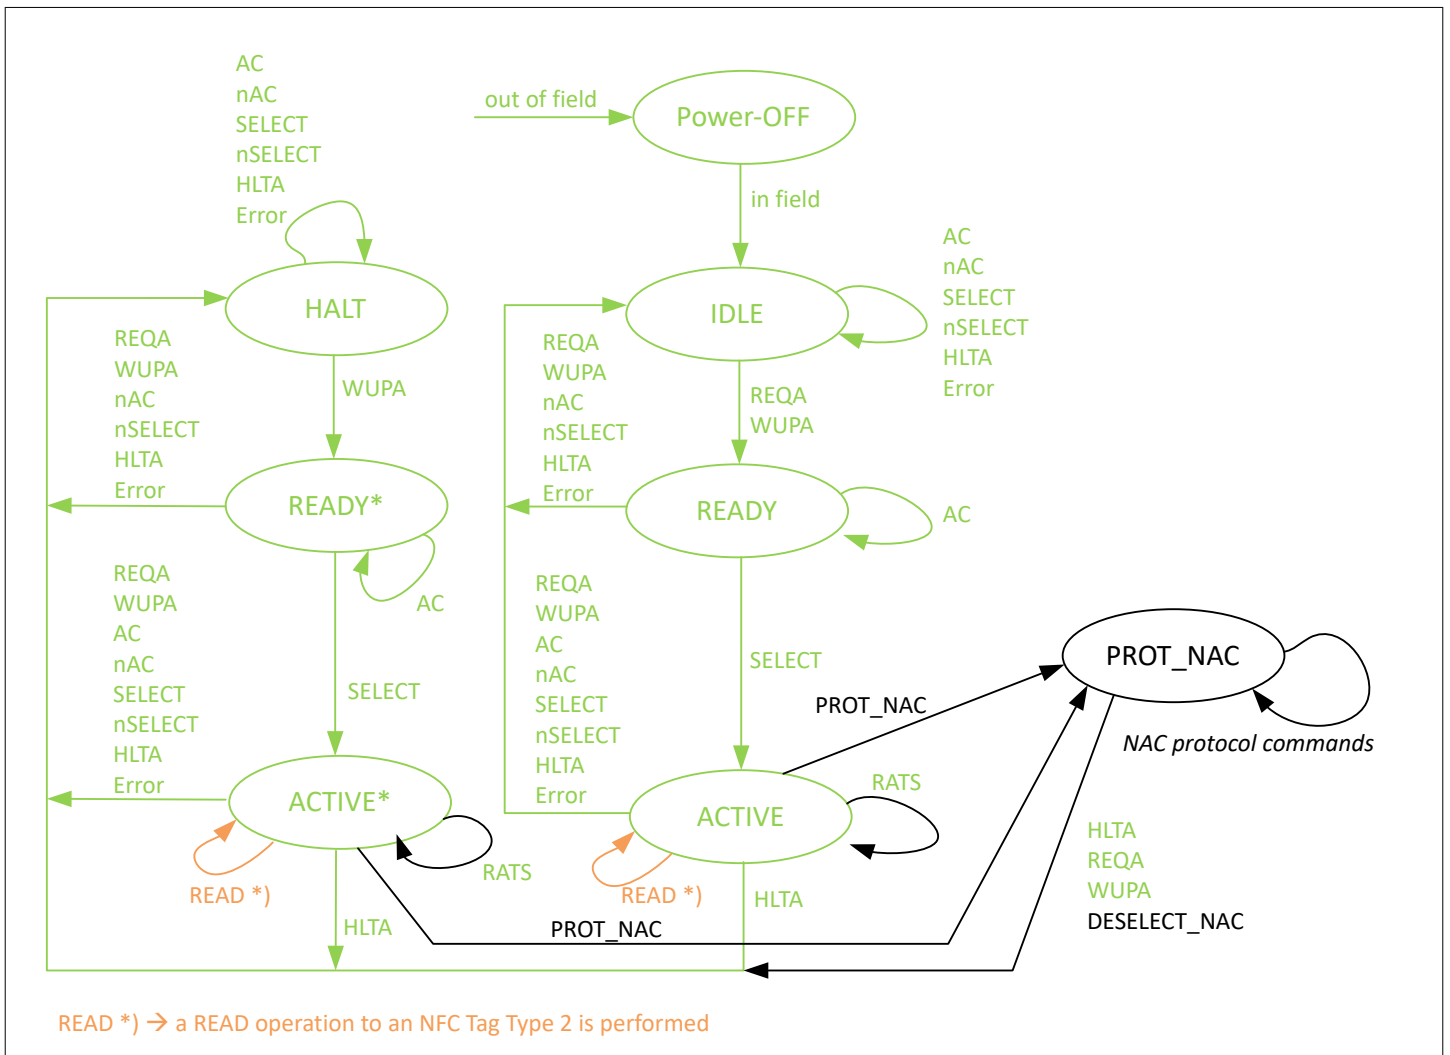 AC
nAC
SELECT
nSELECT
HLTA
Error
out of field
Power-OFF
in field
HALT
IDLE
AC
nAC
SELECT
nSELECT
HLTA
Error
REQA
WUPA
nAC
nSELECT
HLTA
Error
WUPA
REQA
WUPA
nAC
nSELECT
HLTA
Error
REQA
WUPA
READY*
AC
READY
AC
REQA
WUPA
AC
nAC
SELECT
nSELECT
HLTA
Error
SELECT
REQA
WUPA
AC
nAC
SELECT
nSELECT
HLTA
Error
SELECT
PROT_NAC
PROT_NAC
NAC protocol commands
ACTIVE*
RATS
READ *)
HLTA
ACTIVE
RATS
READ *)
HLTA
PROT_NAC
HLTA
REQA
WUPA
DESELECT_NAC
READ *) → a READ operation to an NFC Tag Type 2 is performed